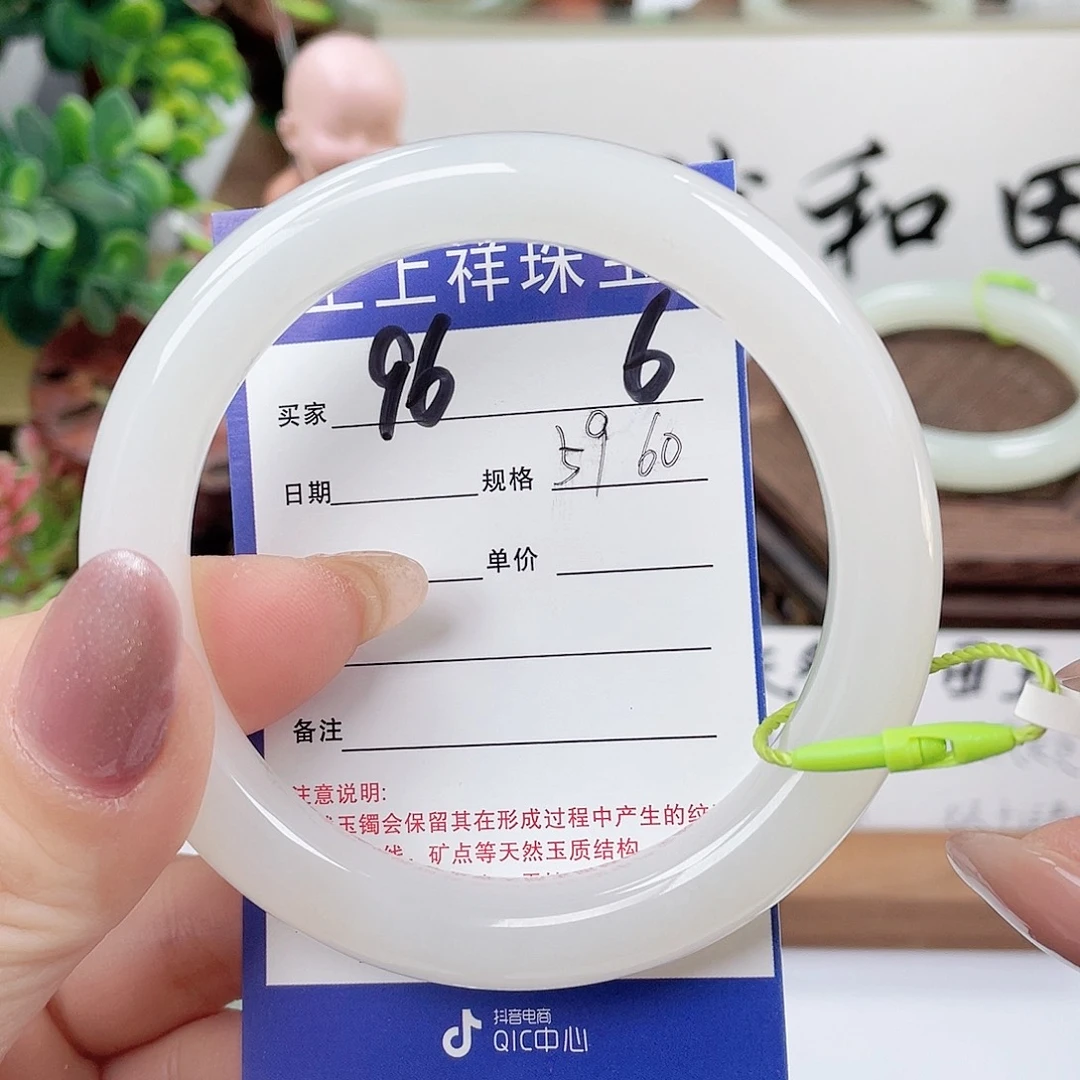 和田
上祥珠玉
买家 96 6
日期 规格 59 60
单价
备注
注意说明:
玉镯会保留其在形成过程中产生的纹
线、矿点等天然玉质结构
抖音电商
QIC中心